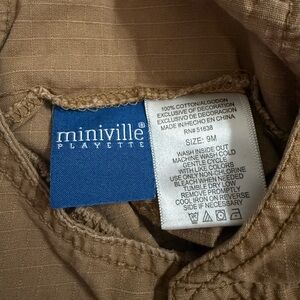 miniville®
PLAYETTE
100% COTTON/ALGODON
EXCLUSIVE OF DECORATION
EXCLUSIVO DE DECORACION
MADE IN/HECHO EN CHINA
RN# 51638
SIZE: 9M
WASH INSIDE OUT
MACHINE WASH COLD
GENTLE CYCLE
WITH LIKE COLORS
USE ONLY NON-CHLORINE
BLEACH WHEN NEEDED
TUMBLE DRY LOW
REMOVE PROMPTLY
COOL IRON ON REVERSE
SIDE IF NECESSARY